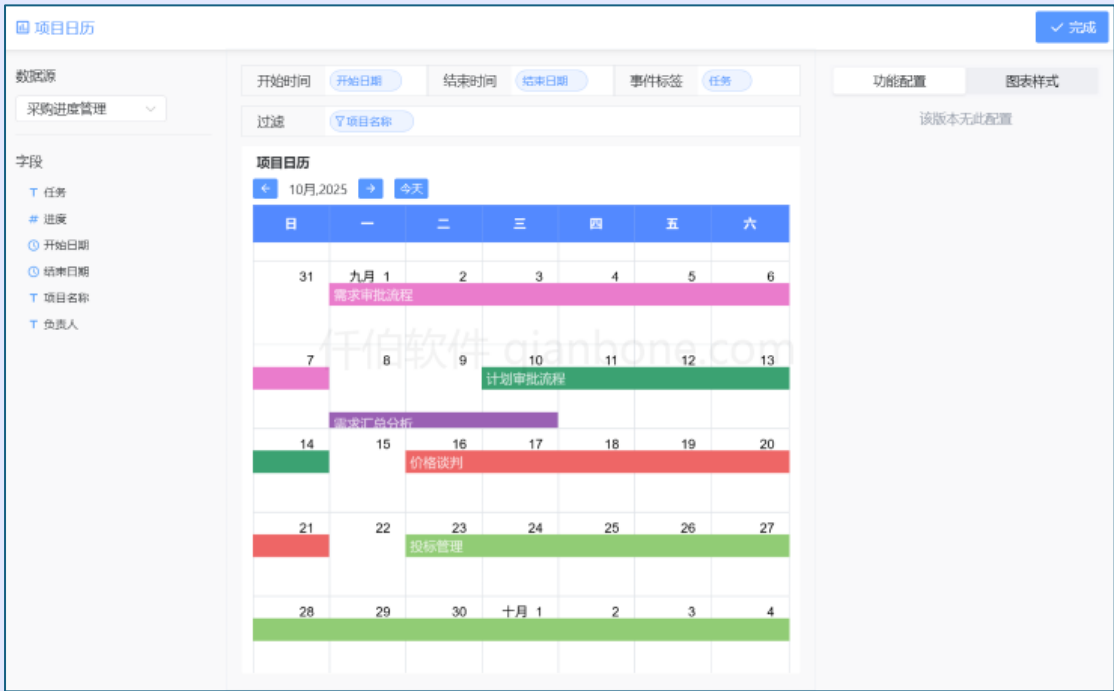 项目日历
完成
数据源
采购进度管理
字段
T 任务
# 进度
开始日期
结束日期
T 项目名称
T 负责人
开始时间 开始日期 结束时间 结束日期 事件标签 任务
过滤 项目名称
项目日历
← 10月,2025 → 今天
日 一 二 三 四 五 六
31 九月 1 2 3 4 5 6
需求审批流程
7 8 9 10 11 12 13
计划审批流程
需求汇总分析
14 15 16 17 18 19 20
价格谈判
21 22 23 24 25 26 27
投标管理
28 29 30 十月 1 2 3 4
仟佰软件 qianbone.com
功能配置 图表样式
该版本无此配置